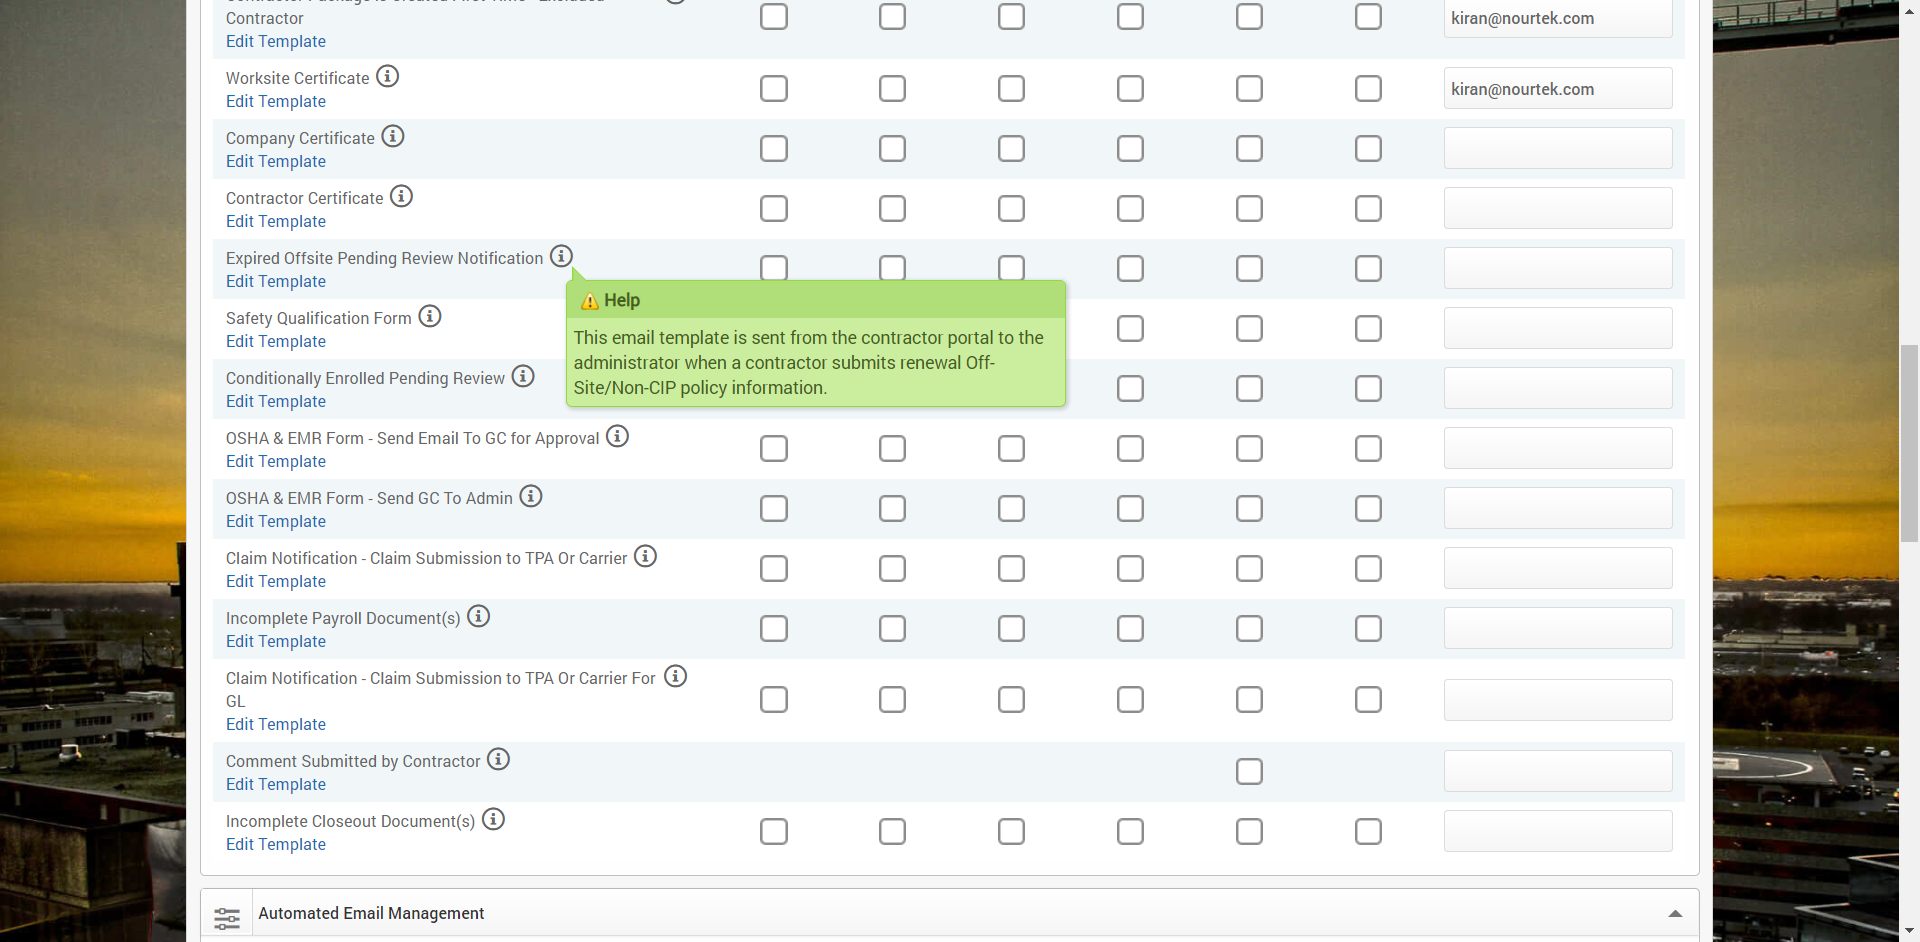 Contractor
Edit Template
kiran@nourtek.com
Worksite Certificate
Edit Template
kiran@nourtek.com
Company Certificate
Edit Template
Contractor Certificate
Edit Template
Expired Offsite Pending Review Notification
Edit Template
Help
This email template is sent from the contractor portal to the
administrator when a contractor submits renewal Off-
Site/Non-CIP policy information.
Safety Qualification Form
Edit Template
Conditionally Enrolled Pending Review
Edit Template
OSHA & EMR Form - Send Email To GC for Approval
Edit Template
OSHA & EMR Form - Send GC To Admin
Edit Template
Claim Notification - Claim Submission to TPA Or Carrier
Edit Template
Incomplete Payroll Document(s)
Edit Template
Claim Notification - Claim Submission to TPA Or Carrier For
GL
Edit Template
Comment Submitted by Contractor
Edit Template
Incomplete Closeout Document(s)
Edit Template
Automated Email Management